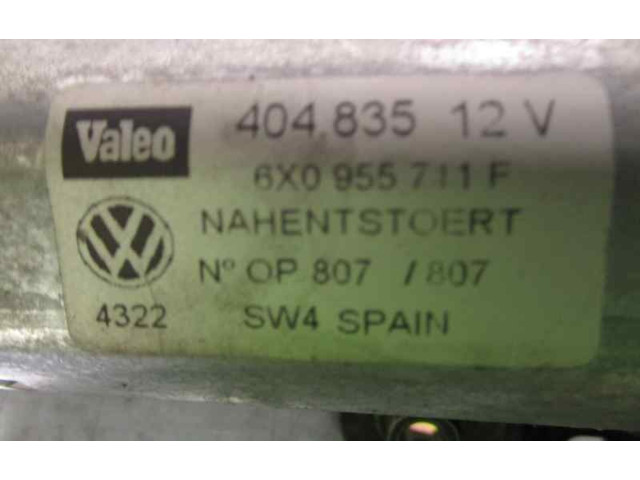 Valeo 404.835 12 V
6X0 955 711 F
NAHENTSTOERT
Nº OP 807 / 807
4322 SW4 SPAIN